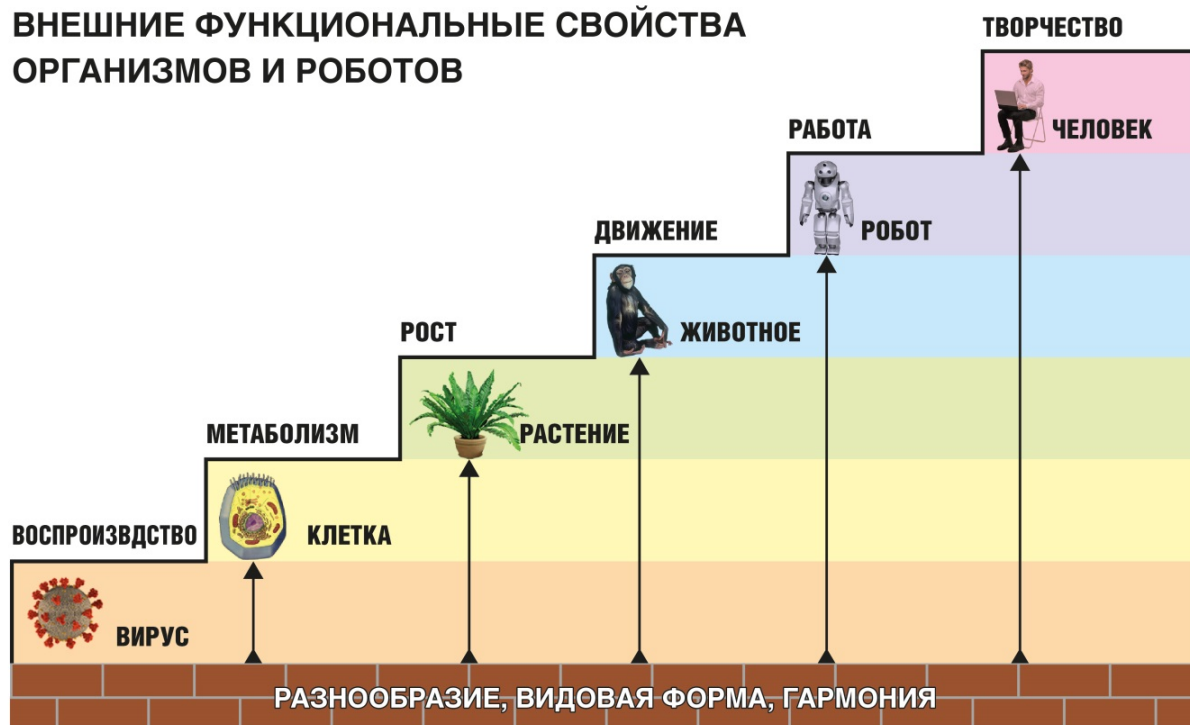 ВНЕШНИЕ ФУНКЦИОНАЛЬНЫЕ СВОЙСТВА
ОРГАНИЗМОВ И РОБОТОВ
ТВОРЧЕСТВО
ЧЕЛОВЕК
РАБОТА
РОБОТ
ДВИЖЕНИЕ
ЖИВОТНОЕ
РОСТ
РАСТЕНИЕ
МЕТАБОЛИЗМ
КЛЕТКА
ВОСПРОИЗВДСТВО
ВИРУС
РАЗНООБРАЗИЕ, ВИДОВАЯ ФОРМА, ГАРМОНИЯ